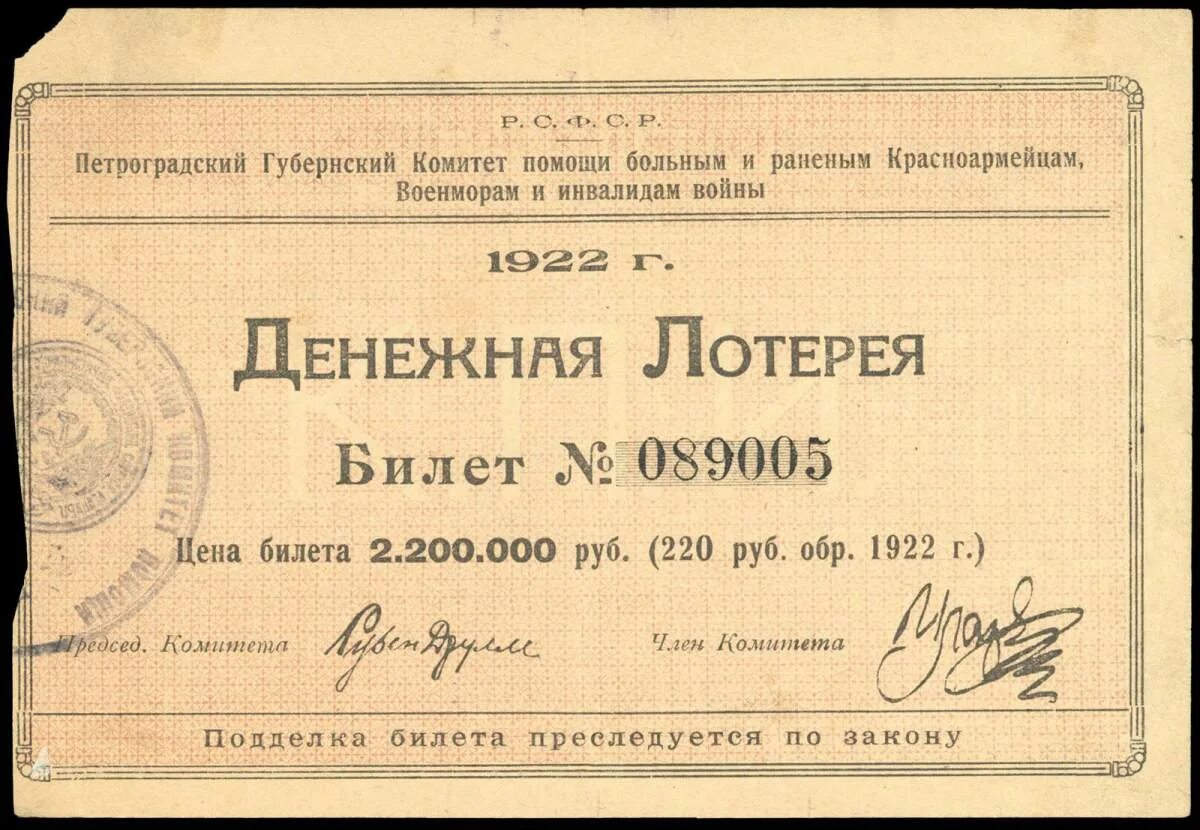 Р. С. Ф. С. Р.
Петроградский Губернский Комитет помощи больным и раненым Красноармейцам,
Военморам и инвалидам войны
1922 г.
Денежная Лотерея
Билет № 089005
Цена билета 2.200.000 руб. (220 руб. обр. 1922 г.)
Председ. Комитета
Член Комитета
Подделка билета преследуется по закону